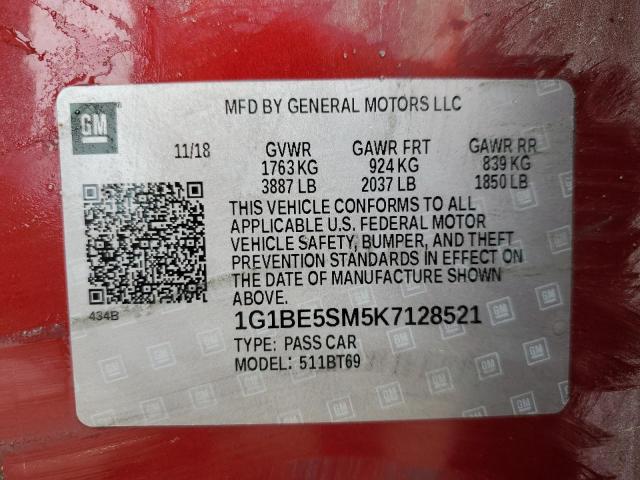 GM
MFD BY GENERAL MOTORS LLC
11/18 GVWR GAWR FRT GAWR RR
1763 KG 924 KG 839 KG
3887 LB 2037 LB 1850 LB
THIS VEHICLE CONFORMS TO ALL
APPLICABLE U.S. FEDERAL MOTOR
VEHICLE SAFETY, BUMPER, AND THEFT
PREVENTION STANDARDS IN EFFECT ON
THE DATE OF MANUFACTURE SHOWN
ABOVE.
434B
1G1BE5SM5K7128521
TYPE: PASS CAR
MODEL: 511BT69